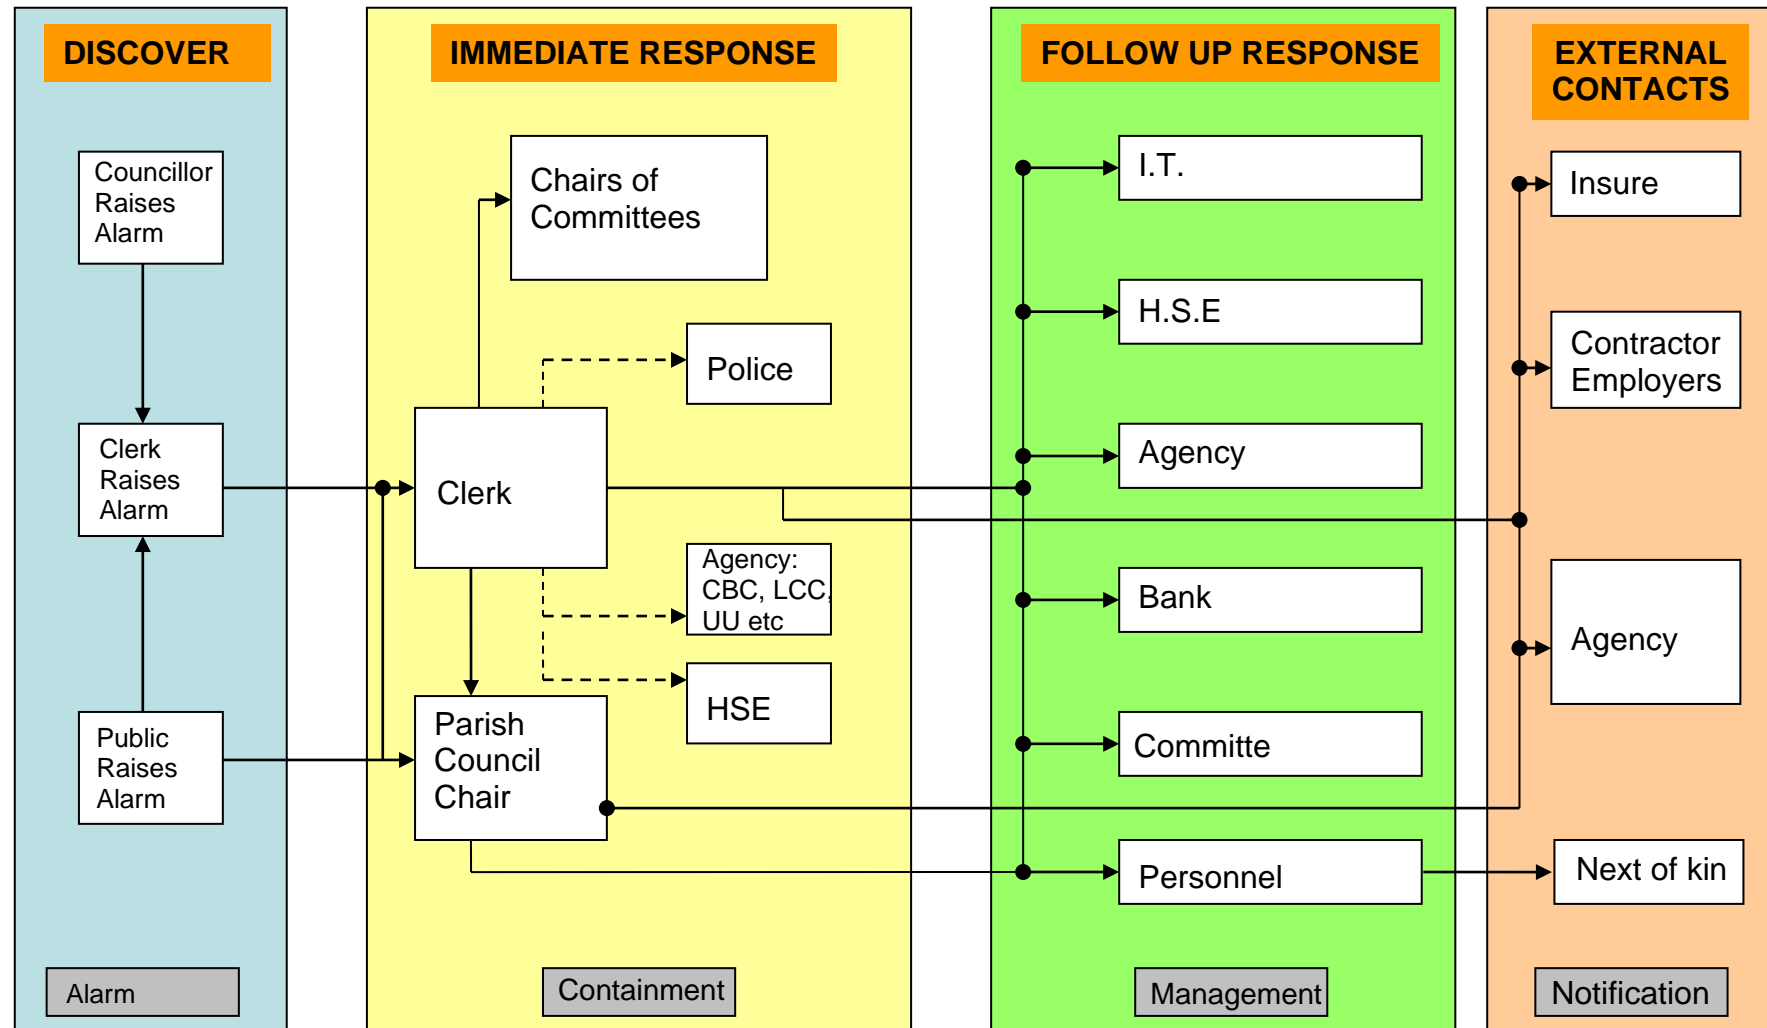 DISCOVER
Councillor
Raises
Alarm
Clerk
Raises
Alarm
Public
Raises
Alarm
Alarm
IMMEDIATE RESPONSE
Chairs of
Committees
Police
Clerk
Agency:
CBC, LCC,
UU etc
HSE
Parish
Council
Chair
Containment
FOLLOW UP RESPONSE
I.T.
H.S.E
Agency
Bank
Committe
Personnel
Management
EXTERNAL
CONTACTS
Insure
Contractor
Employers
Agency
Next of kin
Notification